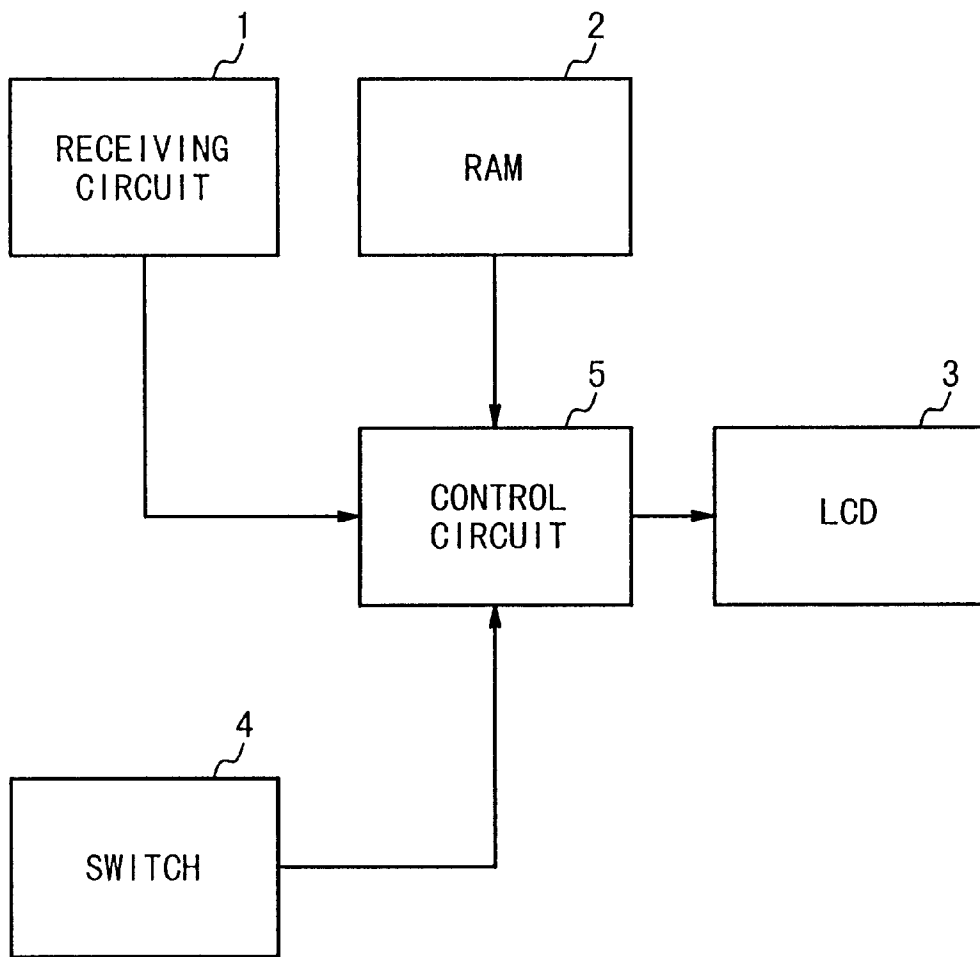 1
RECEIVING
CIRCUIT
2
RAM
5
CONTROL
CIRCUIT
3
LCD
4
SWITCH